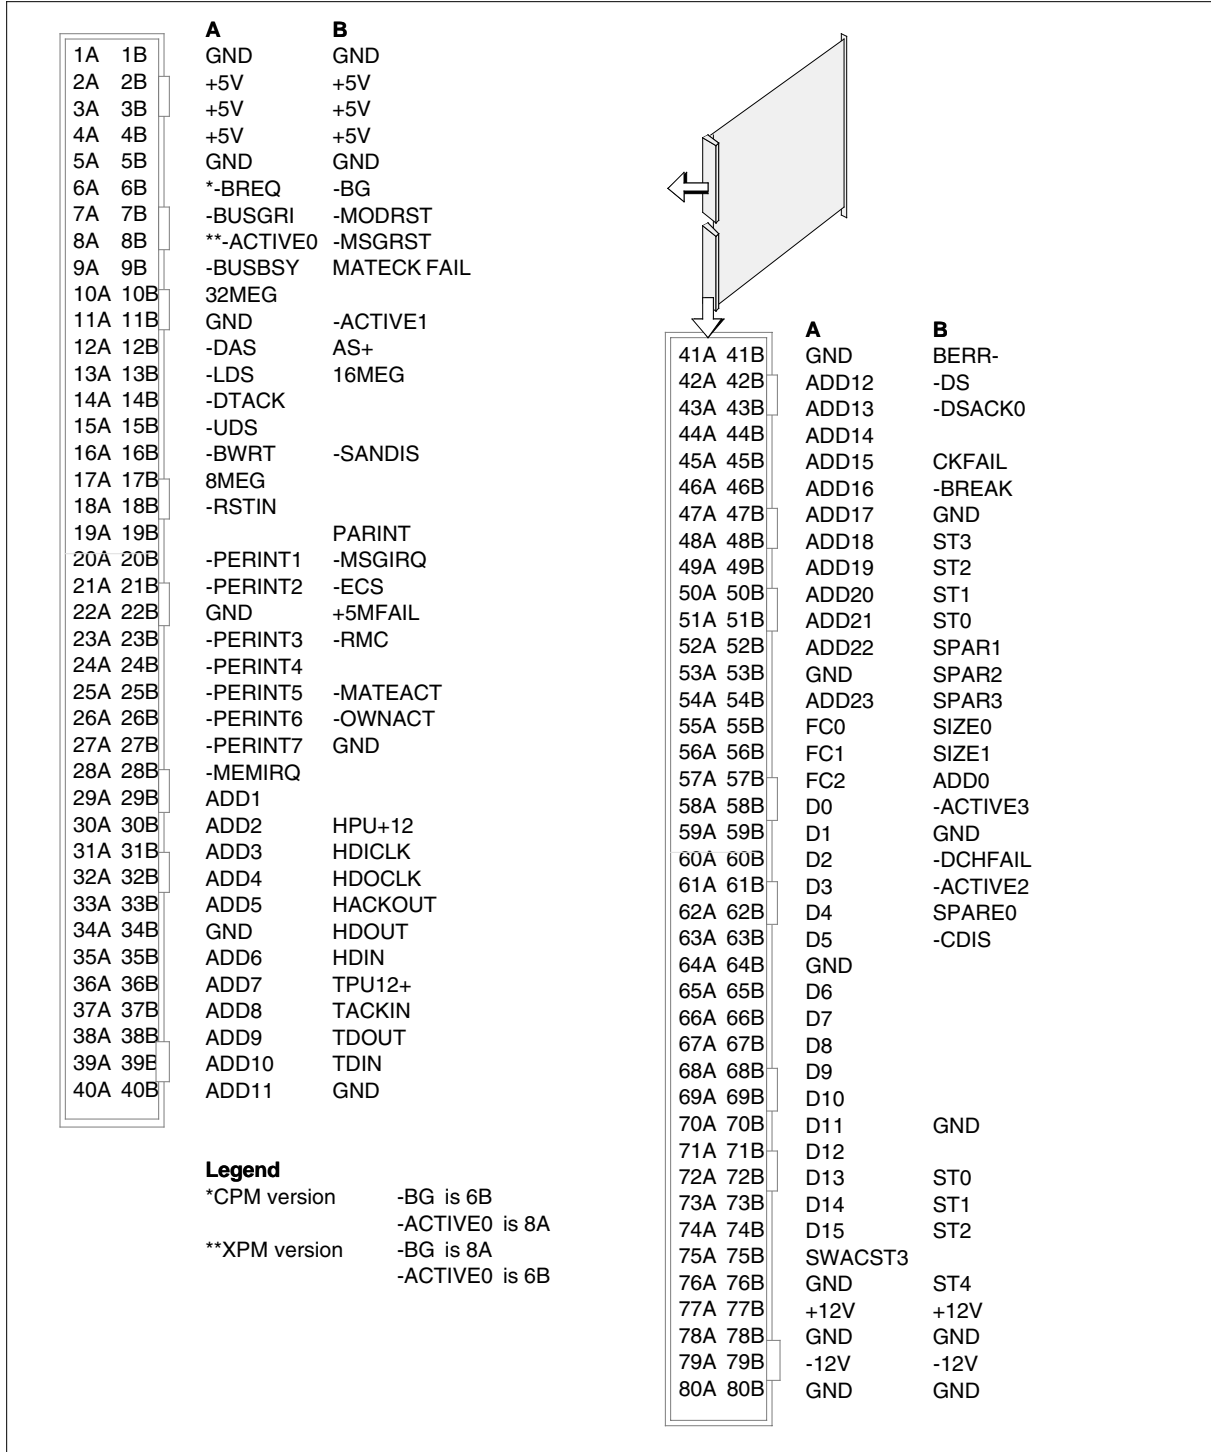 A B
1A 1B GND GND
2A 2B +5V +5V
3A 3B +5V +5V
4A 4B +5V +5V
5A 5B GND GND
6A 6B *-BREQ -BG
7A 7B -BUSGRI -MODRST
8A 8B **-ACTIVE0 -MSGRST
9A 9B -BUSBSY MATECK FAIL
10A 10B 32MEG
11A 11B GND -ACTIVE1
12A 12B -DAS AS+
13A 13B -LDS 16MEG
14A 14B -DTACK
15A 15B -UDS
16A 16B -BWRT -SANDIS
17A 17B 8MEG
18A 18B -RSTIN
19A 19B PARINT
20A 20B -PERINT1 -MSGIRQ
21A 21B -PERINT2 -ECS
22A 22B GND +5MFAIL
23A 23B -PERINT3 -RMC
24A 24B -PERINT4
25A 25B -PERINT5 -MATEACT
26A 26B -PERINT6 -OWNACT
27A 27B -PERINT7 GND
28A 28B -MEMIRQ
29A 29B ADD1
30A 30B ADD2 HPU+12
31A 31B ADD3 HDICLK
32A 32B ADD4 HDOCLK
33A 33B ADD5 HACKOUT
34A 34B GND HDOUT
35A 35B ADD6 HDIN
36A 36B ADD7 TPU12+
37A 37B ADD8 TACKIN
38A 38B ADD9 TDOUT
39A 39B ADD10 TDIN
40A 40B ADD11 GND
Legend
*CPM version -BG is 6B
-ACTIVE0 is 8A
**XPM version -BG is 8A
-ACTIVE0 is 6B
A B
41A 41B GND BERR-
42A 42B ADD12 -DS
43A 43B ADD13 -DSACK0
44A 44B ADD14
45A 45B ADD15 CKFAIL
46A 46B ADD16 -BREAK
47A 47B ADD17 GND
48A 48B ADD18 ST3
49A 49B ADD19 ST2
50A 50B ADD20 ST1
51A 51B ADD21 ST0
52A 52B ADD22 SPAR1
53A 53B GND SPAR2
54A 54B ADD23 SPAR3
55A 55B FC0 SIZE0
56A 56B FC1 SIZE1
57A 57B FC2 ADD0
58A 58B D0 -ACTIVE3
59A 59B D1 GND
60A 60B D2 -DCHFAIL
61A 61B D3 -ACTIVE2
62A 62B D4 SPARE0
63A 63B D5 -CDIS
64A 64B GND
65A 65B D6
66A 66B D7
67A 67B D8
68A 68B D9
69A 69B D10
70A 70B D11 GND
71A 71B D12
72A 72B D13 ST0
73A 73B D14 ST1
74A 74B D15 ST2
75A 75B SWACST3
76A 76B GND ST4
77A 77B +12V +12V
78A 78B GND GND
79A 79B -12V -12V
80A 80B GND GND